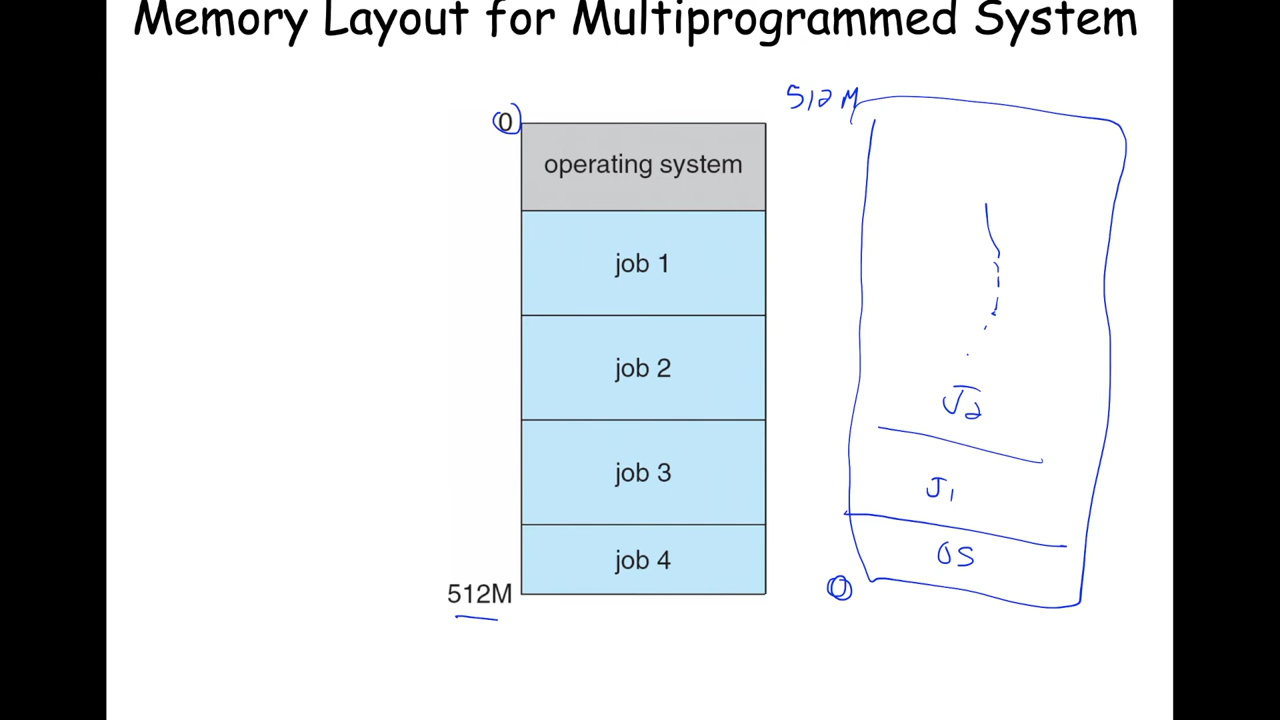 Memory Layout for Multiprogrammed System
0
operating system
job 1
job 2
job 3
job 4
512M
512M
J2
J1
OS
0